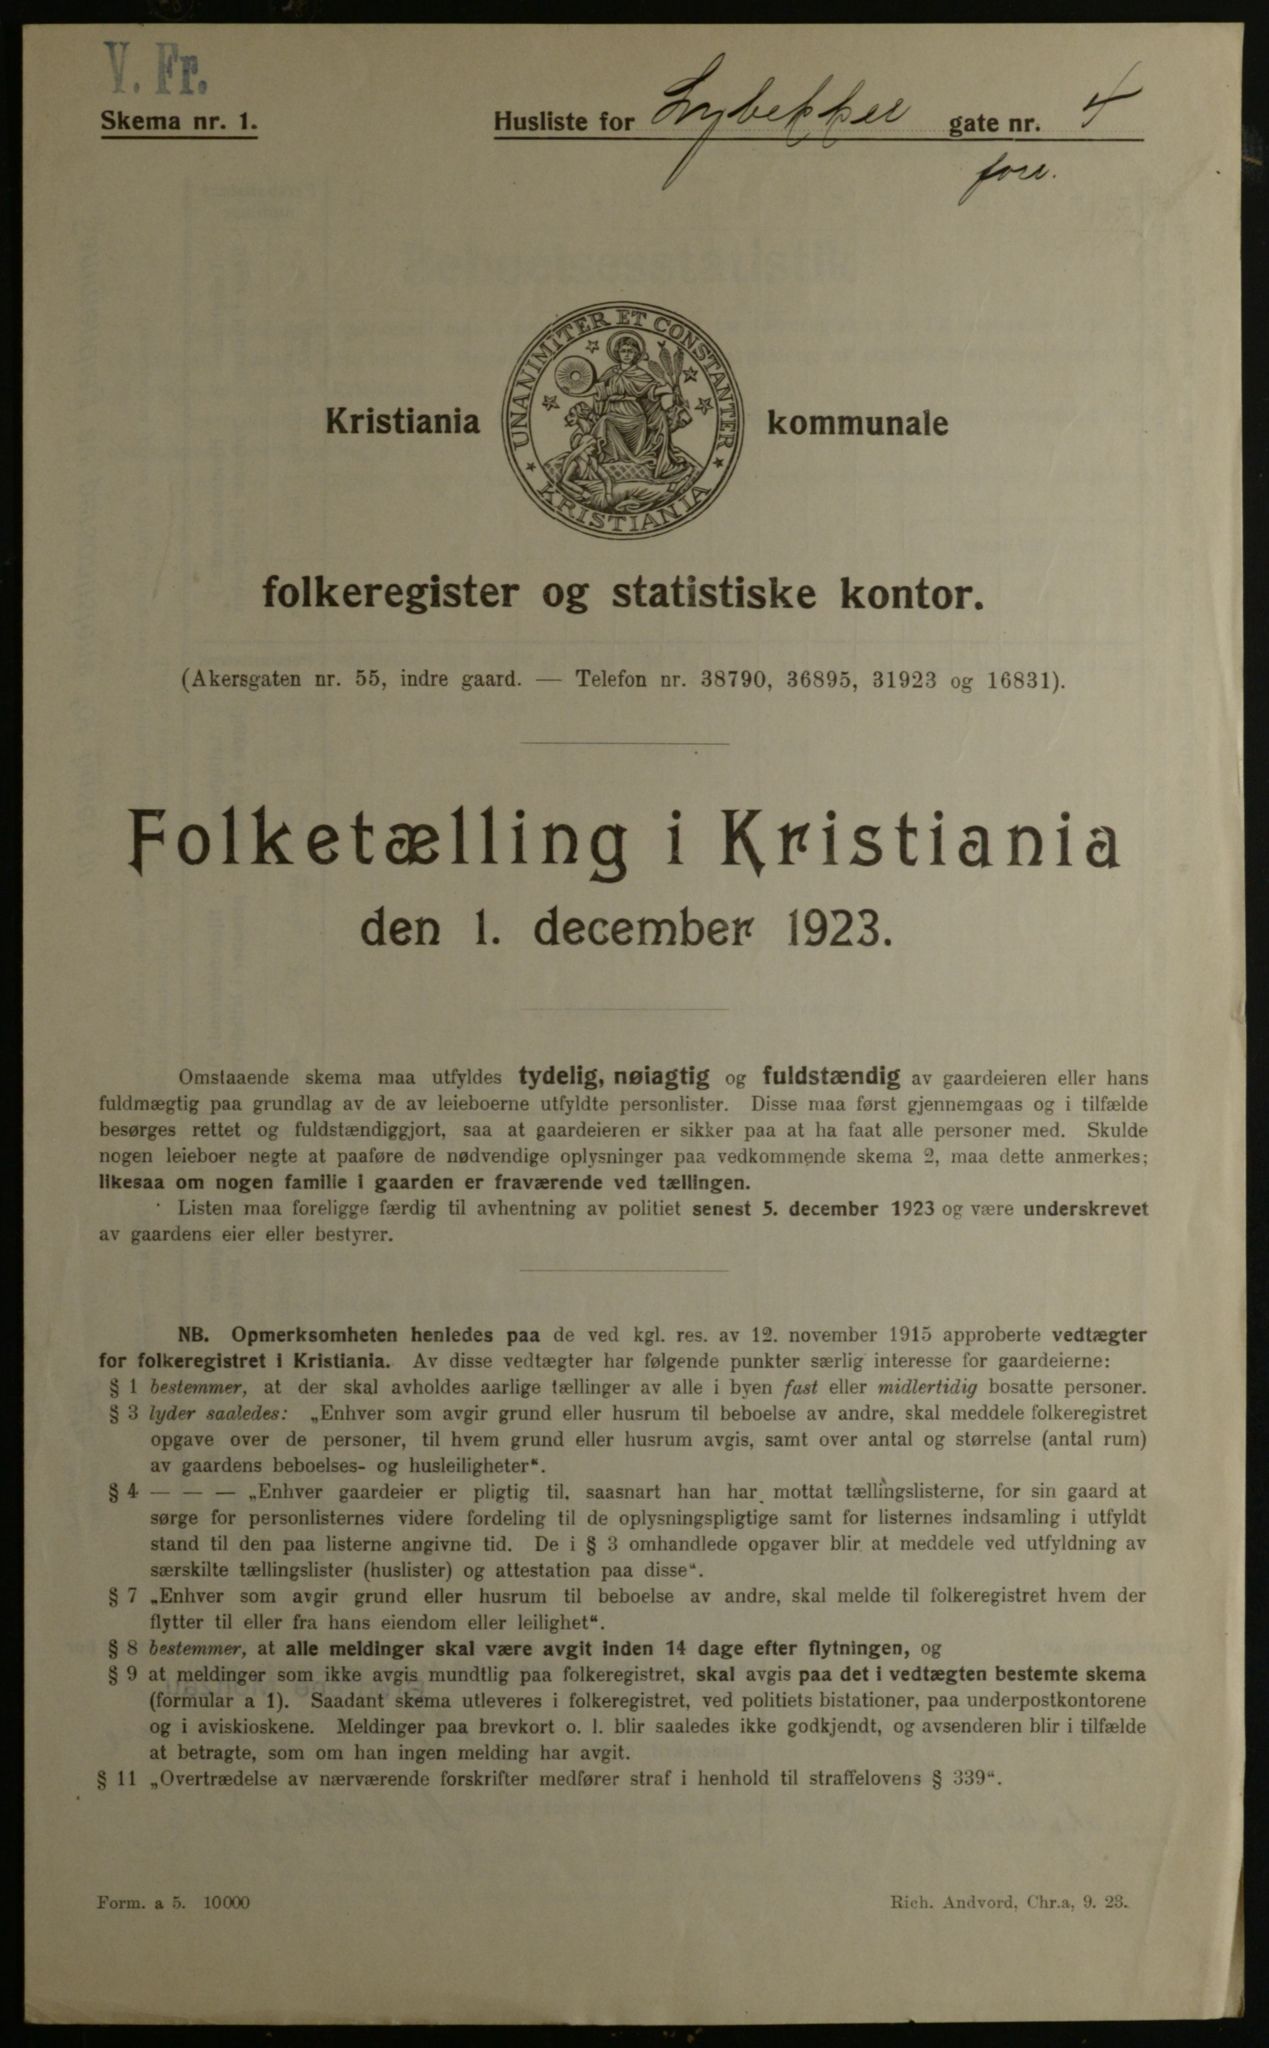 V. Fr.
Skema nr. 1.
Husliste for Lybekker gate nr. 4
fore.
UNANIMITER ET CONSTANTER
KRISTIANIA
Kristiania kommunale
folkeregister og statistiske kontor.
(Akersgaten nr. 55, indre gaard. — Telefon nr. 38790, 36895, 31923 og 16831).
Folketælling i Kristiania
den 1. december 1923.
Omstaaende skema maa utfyldes tydelig, nøiagtig og fuldstændig av gaardeieren eller hans
fuldmægtig paa grundlag av de av leieboerne utfyldte personlister. Disse maa først gjennemgaas og i tilfælde
besørges rettet og fuldstændiggjort, saa at gaardeieren er sikker paa at ha faat alle personer med. Skulde
nogen leieboer negte at paaføre de nødvendige oplysninger paa vedkommende skema 2, maa dette anmerkes;
likesaa om nogen familie i gaarden er fraværende ved tællingen.
Listen maa foreligge færdig til avhentning av politiet senest 5. december 1923 og være underskrevet
av gaardens eier eller bestyrer.
NB. Opmerksomheten henledes paa de ved kgl. res. av 12. november 1915 approberte vedtægter
for folkeregistret i Kristiania. Av disse vedtægter har følgende punkter særlig interesse for gaardeierne:
§ 1 bestemmer, at der skal avholdes aarlige tællinger av alle i byen fast eller midlertidig bosatte personer.
§ 3 lyder saaledes: „Enhver som avgir grund eller husrum til beboelse av andre, skal meddele folkeregistret
opgave over de personer, til hvem grund eller husrum avgis, samt over antal og størrelse (antal rum)
av gaardens beboelses- og husleiligheter“.
§ 4 — — — „Enhver gaardeier er pligtig til, saasnart han har mottat tællingslisterne, for sin gaard at
sørge for personlisternes videre fordeling til de oplysningspligtige samt for listernes indsamling i utfyldt
stand til den paa listerne angivne tid. De i § 3 omhandlede opgaver blir at meddele ved utfyldning av
særskilte tællingslister (huslister) og attestation paa disse“.
§ 7 „Enhver som avgir grund eller husrum til beboelse av andre, skal melde til folkeregistret hvem der
flytter til eller fra hans eiendom eller leilighet“.
§ 8 bestemmer, at alle meldinger skal være avgit inden 14 dage efter flytningen, og
§ 9 at meldinger som ikke avgis mundtlig paa folkeregistret, skal avgis paa det i vedtægten bestemte skema
(formular a 1). Saadant skema utleveres i folkeregistret, ved politiets bistationer, paa underpostkontorene
og i aviskioskene. Meldinger paa brevkort o. l. blir saaledes ikke godkjendt, og avsenderen blir i tilfælde
at betragte, som om han ingen melding har avgit.
§ 11 „Overtrædelse av nærværende forskrifter medfører straf i henhold til straffelovens § 339“.
Form. a 5. 10000
Rich. Andvord, Chr.a, 9. 23.